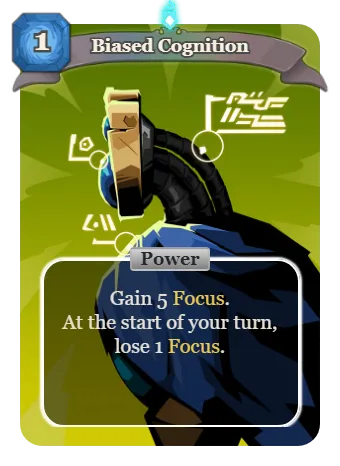 1
Biased Cognition
Power
Gain 5 Focus.
At the start of your turn,
lose 1 Focus.